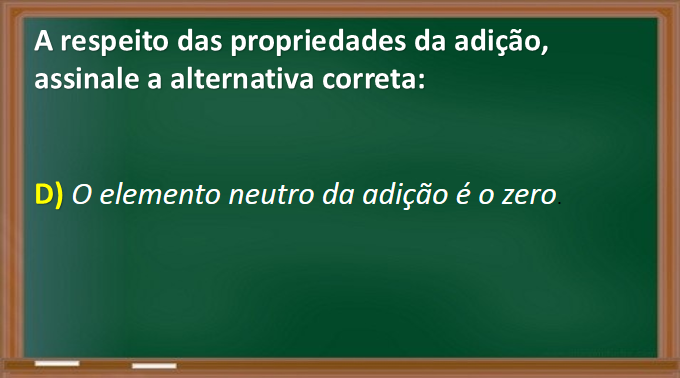 A respeito das propriedades da adição,
assinale a alternativa correta:
D) O elemento neutro da adição é o zero.